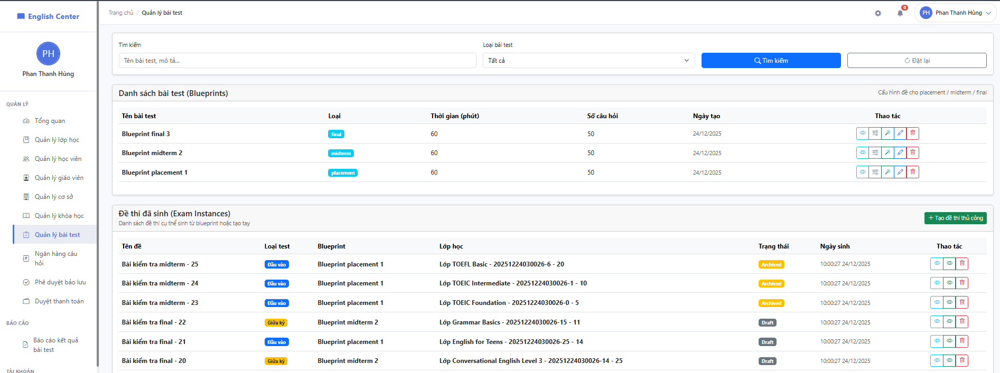 English Center
PH
Phan Thanh Hùng
QUẢN LÝ
Tổng quan
Quản lý lớp học
Quản lý học viên
Quản lý giáo viên
Quản lý cơ sở
Quản lý khóa học
Quản lý bài test
Ngân hàng câu
hỏi
Phê duyệt bảo lưu
Duyệt thanh toán
BÁO CÁO
Báo cáo kết quả
bài test
TÀI KHOẢN
Trang chủ / Quản lý bài test
0
PH Phan Thanh Hùng
Tìm kiếm
Loại bài test
Tên bài test, mô tả...
Tất cả
Tìm kiếm
Đặt lại
Danh sách bài test (Blueprints)
Cấu hình đề cho placement / midterm / final
Tên bài test Loại Thời gian (phút) Số câu hỏi Ngày tạo Thao tác
Blueprint final 3 final 60 50 24/12/2025
Blueprint midterm 2 midterm 60 50 24/12/2025
Blueprint placement 1 placement 60 50 24/12/2025
Đề thi đã sinh (Exam Instances)
Danh sách đề thi cụ thể sinh từ blueprint hoặc tạo tay
+ Tạo đề thi thủ công
Tên đề Loại test Blueprint Lớp học Trạng thái Ngày sinh Thao tác
Bài kiểm tra midterm - 25 Đầu vào Blueprint placement 1 Lớp TOEFL Basic - 20251224030026-6 - 20 Archived 10:00:27 24/12/2025
Bài kiểm tra midterm - 24 Đầu vào Blueprint placement 1 Lớp TOEIC Intermediate - 20251224030026-1 - 10 Archived 10:00:27 24/12/2025
Bài kiểm tra midterm - 23 Đầu vào Blueprint placement 1 Lớp TOEIC Foundation - 20251224030026-0 - 5 Archived 10:00:27 24/12/2025
Bài kiểm tra final - 22 Giữa kỳ Blueprint midterm 2 Lớp Grammar Basics - 20251224030026-15 - 11 Draft 10:00:27 24/12/2025
Bài kiểm tra final - 21 Đầu vào Blueprint placement 1 Lớp English for Teens - 20251224030026-25 - 14 Draft 10:00:27 24/12/2025
Bài kiểm tra final - 20 Giữa kỳ Blueprint midterm 2 Lớp Conversational English Level 3 - 20251224030026-14 - 25 Draft 10:00:27 24/12/2025